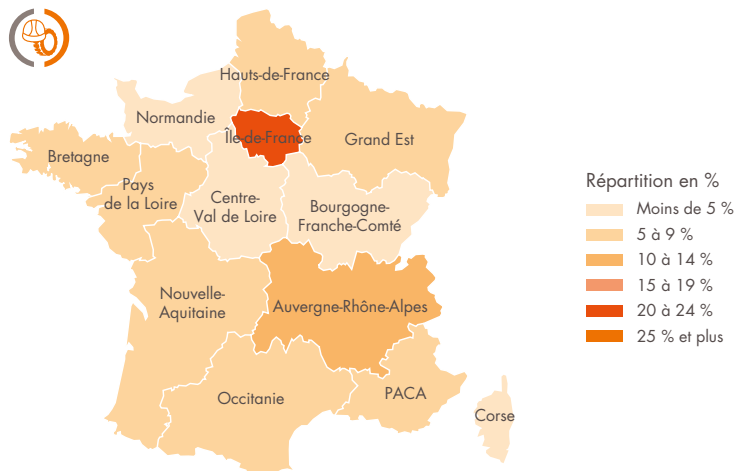 Hauts-de-France
Normandie
Île-de-France
Grand Est
Bretagne
Pays
de la Loire
Centre-
Val de Loire
Bourgogne-
Franche-Comté
Nouvelle-
Aquitaine
Auvergne-Rhône-Alpes
Occitanie
PACA
Corse
Répartition en %
Moins de 5 %
5 à 9 %
10 à 14 %
15 à 19 %
20 à 24 %
25 % et plus